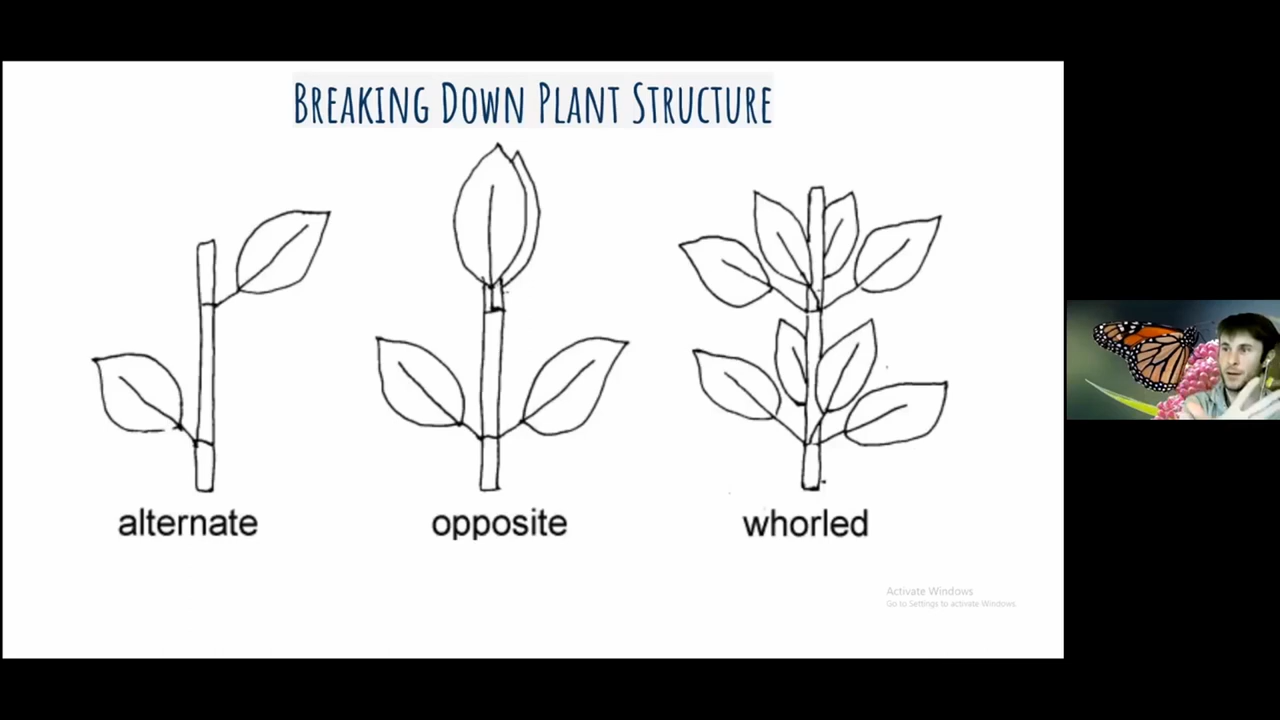 BREAKING DOWN PLANT STRUCTURE
alternate
opposite
whorled
Activate Windows
Go to Settings to activate Windows.